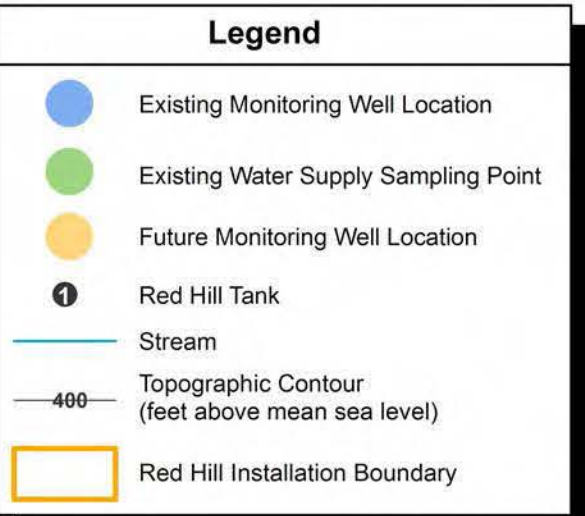 Legend
Existing Monitoring Well Location
Existing Water Supply Sampling Point
Future Monitoring Well Location
1 Red Hill Tank
Stream
400 Topographic Contour
(feet above mean sea level)
Red Hill Installation Boundary